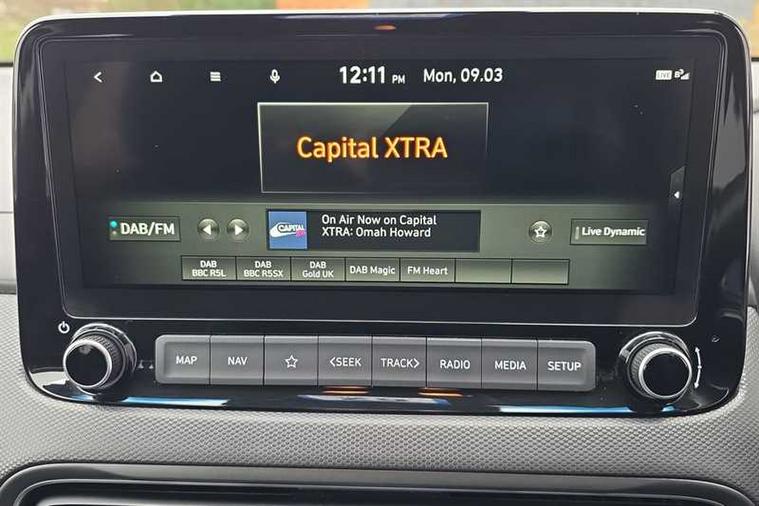 12:11 PM Mon, 09.03
LIVE B
Capital XTRA
DAB/FM
CAPITAL
On Air Now on Capital
XTRA: Omah Howard
Live Dynamic
DAB
BBC R5L
DAB
BBC R5SX
DAB
Gold UK
DAB Magic
FM Heart
MAP
NAV
<SEEK
TRACK>
RADIO
MEDIA
SETUP